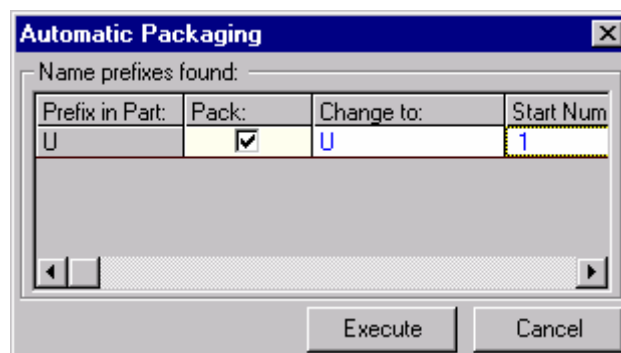 Automatic Packaging
Name prefixes found:
Prefix in Part: Pack: Change to: Start Num
U U 1
Execute Cancel